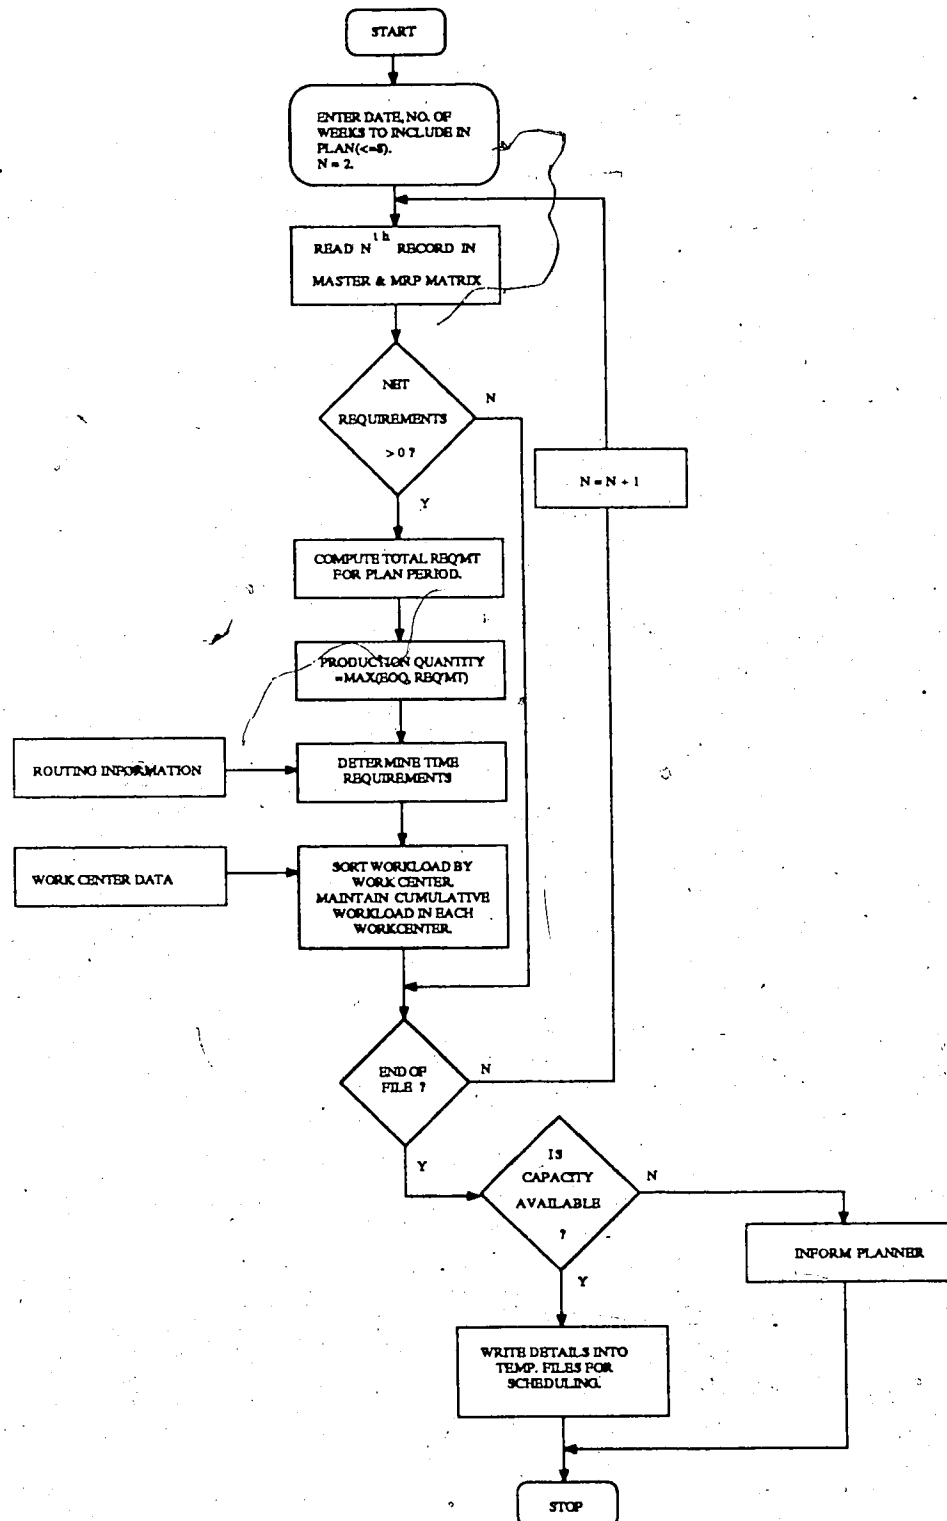 START
ENTER DATE, NO. OF
WEEKS TO INCLUDE IN
PLAN(<=8).
N = 2.
READ N th RECORD IN
MASTER & MRP MATRIX
NET
REQUIREMENTS
> 0 ?
N
Y
N = N + 1
COMPUTE TOTAL REQ'MT
FOR PLAN PERIOD.
PRODUCTION QUANTITY
=MAX(EOQ, REQ'MT)
ROUTING INFORMATION
DETERMINE TIME
REQUIREMENTS
WORK CENTER DATA
SORT WORKLOAD BY
WORK CENTER.
MAINTAIN CUMULATIVE
WORKLOAD IN EACH
WORKCENTER.
END OF
FILE ?
N
Y
IS
CAPACITY
AVAILABLE
?
N
Y
INFORM PLANNER
WRITE DETAILS INTO
TEMP. FILES FOR
SCHEDULING.
STOP